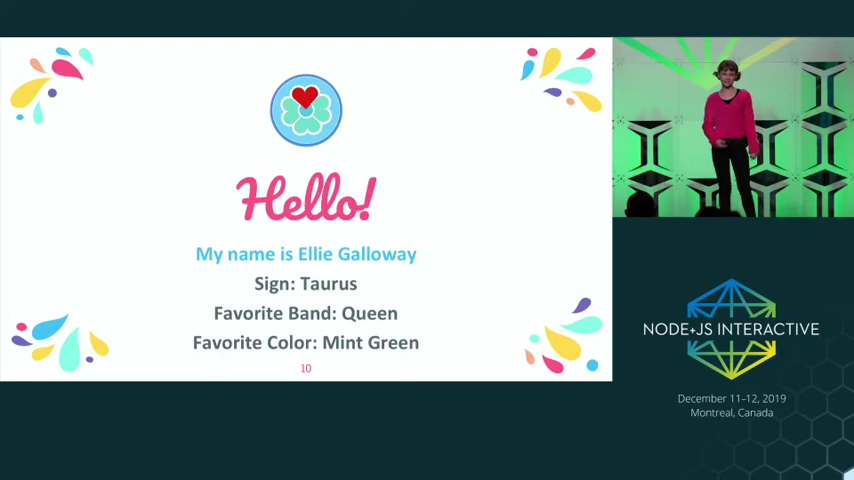 Hello!
My name is Ellie Galloway
Sign: Taurus
Favorite Band: Queen
Favorite Color: Mint Green
10
NODE+JS INTERACTIVE
December 11–12, 2019
Montreal, Canada